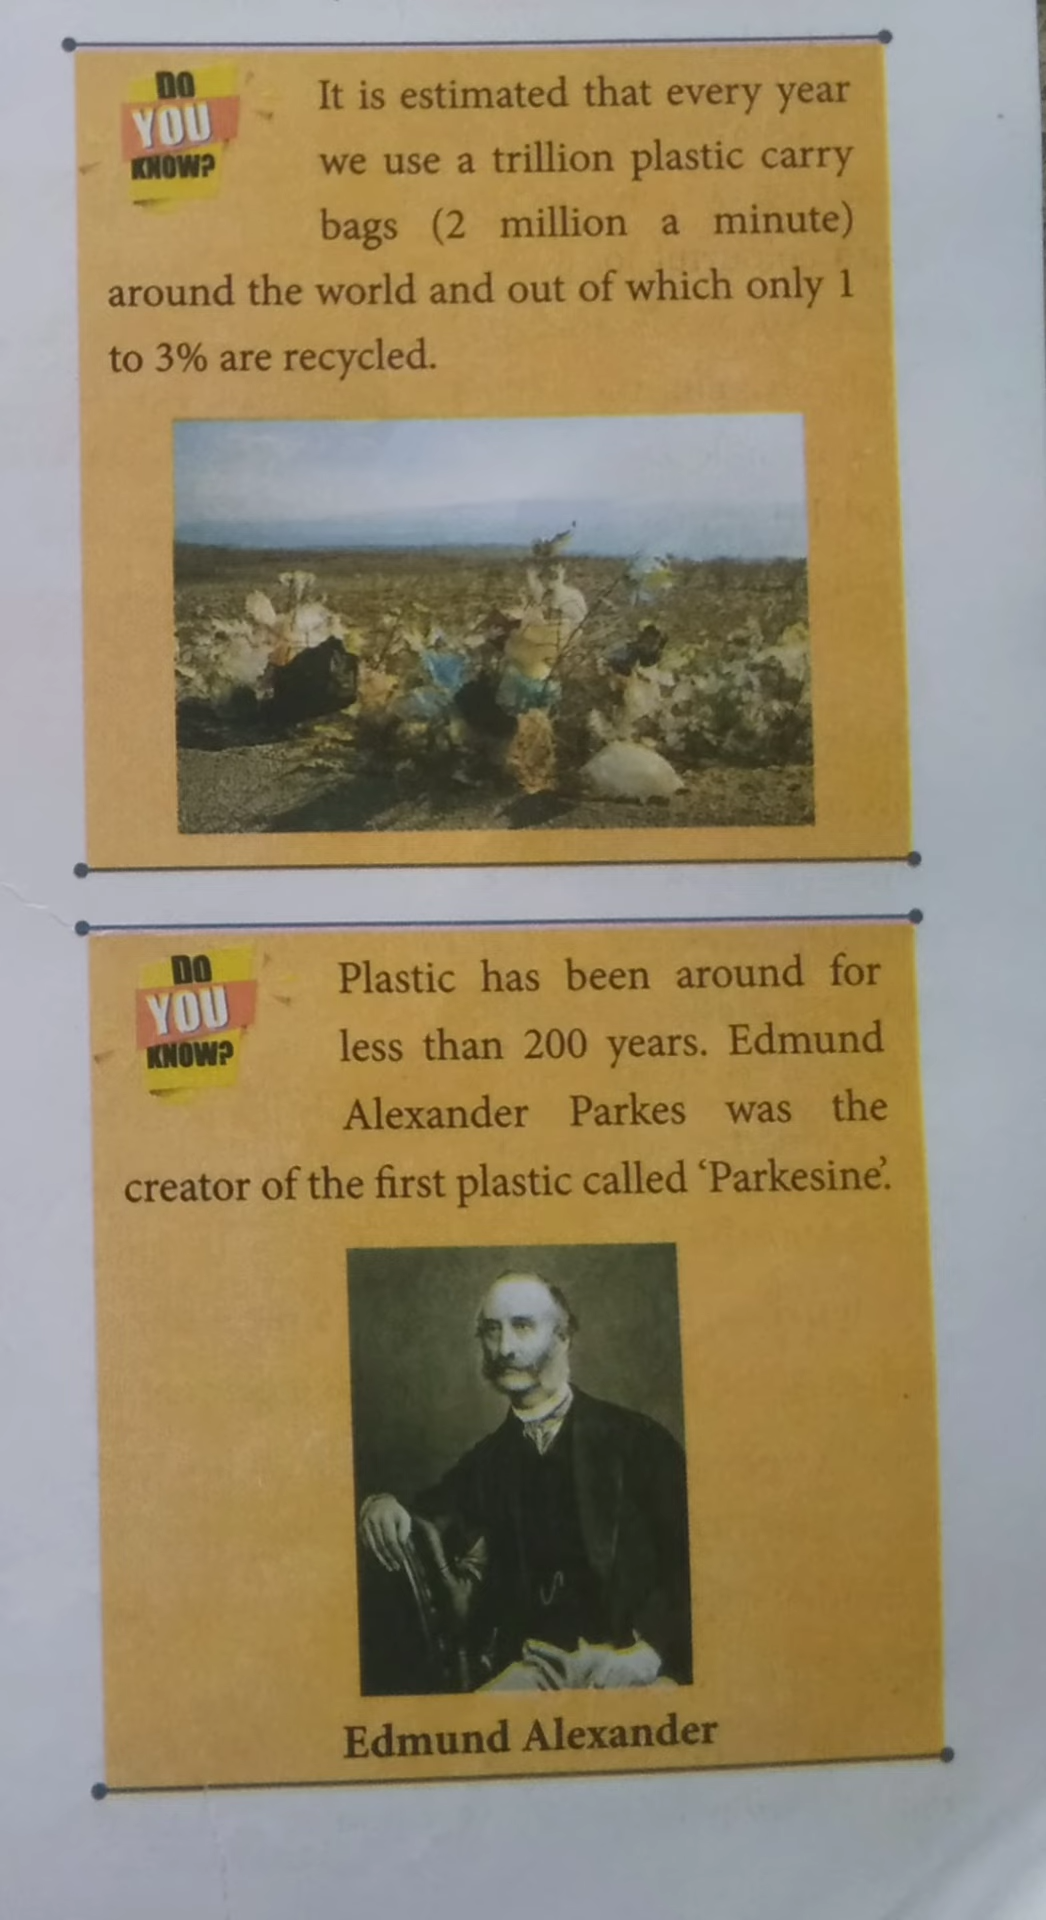 DO
YOU
KNOW?
It is estimated that every year
we use a trillion plastic carry
bags (2 million a minute)
around the world and out of which only 1
to 3% are recycled.
DO
YOU
KNOW?
Plastic has been around for
less than 200 years. Edmund
Alexander Parkes was the
creator of the first plastic called ‘Parkesine’.
Edmund Alexander